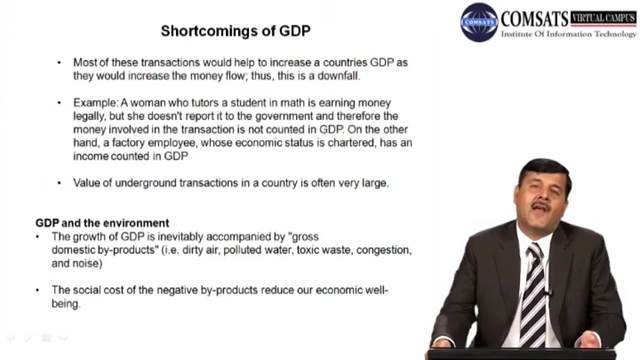 Shortcomings of GDP
COMSATS VIRTUAL CAMPUS
Institute Of Information Technology
• Most of these transactions would help to increase a countries GDP as
they would increase the money flow; thus, this is a downfall.
• Example: A woman who tutors a student in math is earning money
legally, but she doesn't report it to the government and therefore the
money involved in the transaction is not counted in GDP. On the other
hand, a factory employee, whose economic status is chartered, has an
income counted in GDP
• Value of underground transactions in a country is often very large.
GDP and the environment
• The growth of GDP is inevitably accompanied by "gross
domestic by-products" (i.e. dirty air, polluted water, toxic waste, congestion,
and noise)
• The social cost of the negative by-products reduce our economic well-
being.